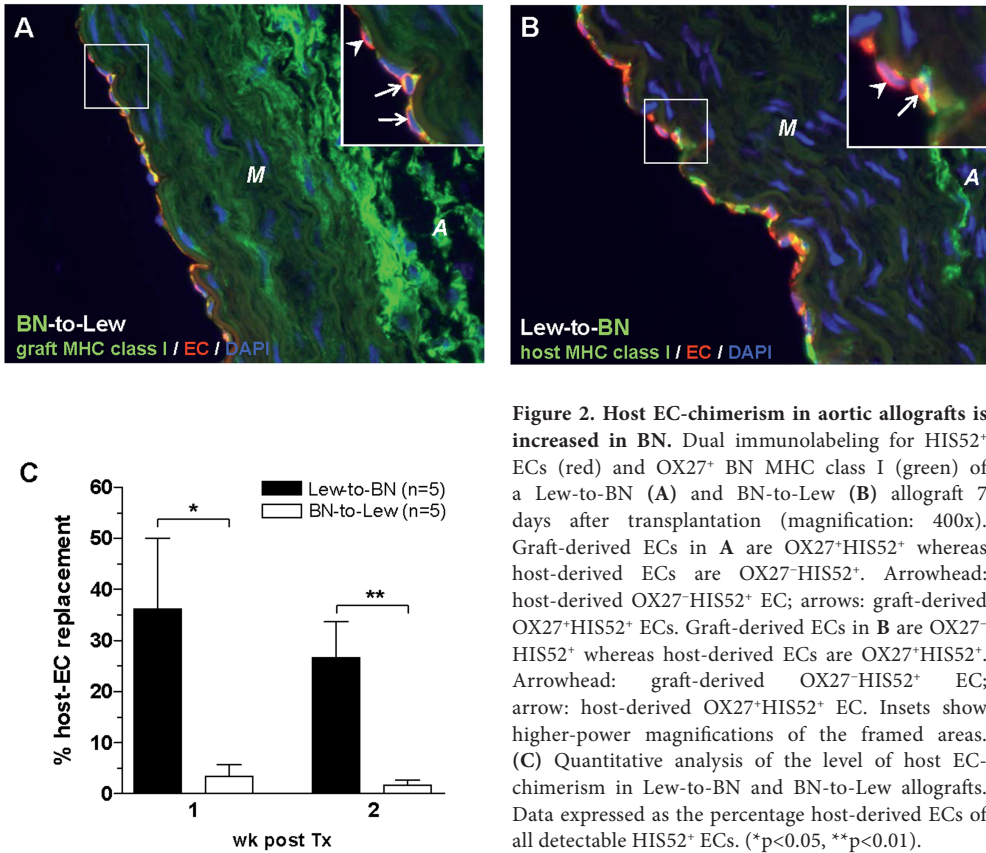 A
M
A
BN-to-Lew
graft MHC class I / EC / DAPI
B
M
A
Lew-to-BN
host MHC class I / EC / DAPI
C
% host-EC replacement
60
50
40
30
20
10
0
*
**
Lew-to-BN (n=5)
BN-to-Lew (n=5)
1
2
wk post Tx
Figure 2. Host EC-chimerism in aortic allografts is
increased in BN. Dual immunolabeling for HIS52⁺
ECs (red) and OX27⁺ BN MHC class I (green) of
a Lew-to-BN (A) and BN-to-Lew (B) allograft 7
days after transplantation (magnification: 400x).
Graft-derived ECs in A are OX27⁺HIS52⁺ whereas
host-derived ECs are OX27⁻HIS52⁺. Arrowhead:
host-derived OX27⁻HIS52⁺ EC; arrows: graft-derived
OX27⁺HIS52⁺ ECs. Graft-derived ECs in B are OX27⁻
HIS52⁺ whereas host-derived ECs are OX27⁺HIS52⁺.
Arrowhead: graft-derived OX27⁻HIS52⁺ EC;
arrow: host-derived OX27⁺HIS52⁺ EC. Insets show
higher-power magnifications of the framed areas.
(C) Quantitative analysis of the level of host EC-
chimerism in Lew-to-BN and BN-to-Lew allografts.
Data expressed as the percentage host-derived ECs of
all detectable HIS52⁺ ECs. (*p<0.05, **p<0.01).